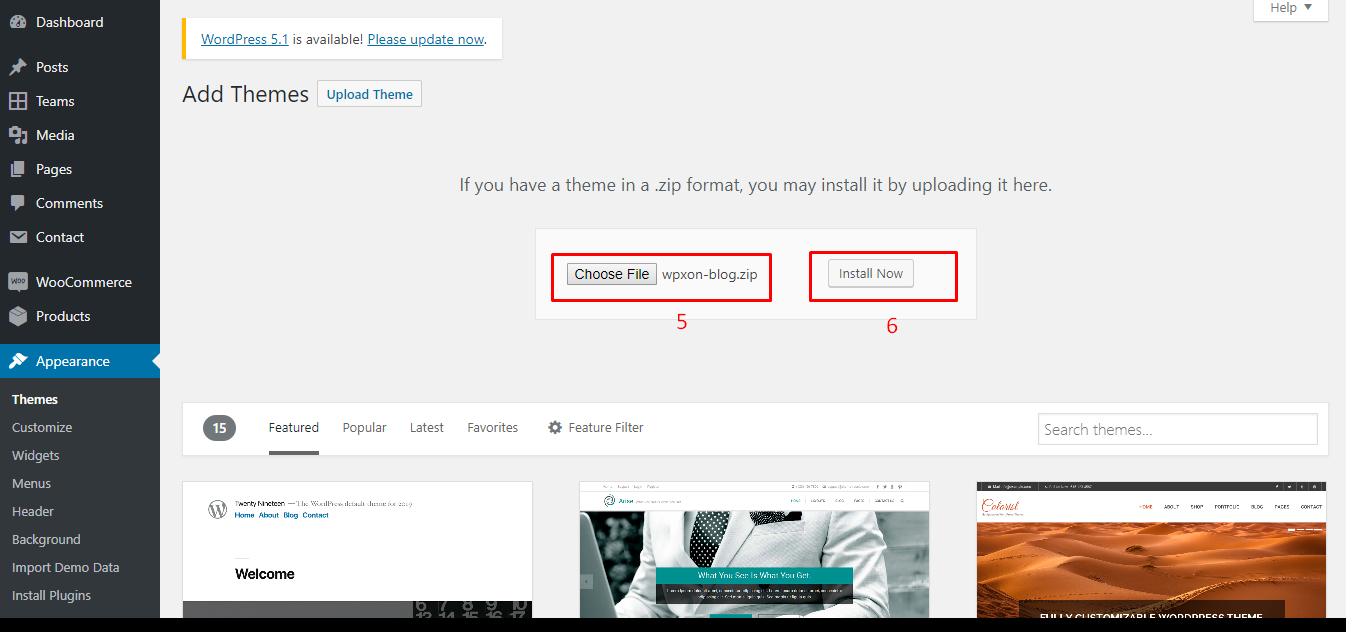 Dashboard
Posts
Teams
Media
Pages
Comments
Contact
WooCommerce
Products
Appearance
Themes
Customize
Widgets
Menus
Header
Background
Import Demo Data
Install Plugins
Help
WordPress 5.1 is available! Please update now.
Add Themes Upload Theme
If you have a theme in a .zip format, you may install it by uploading it here.
Choose File wpxon-blog.zip Install Now
5 6
15 Featured Popular Latest Favorites Feature Filter Search themes...
Twenty Nineteen — The WordPress default theme for 2019
Home About Blog Contact
Welcome
Arise
HOME
BLOG
CONTACT US
What You See Is What You Get.
Colorist
HOME ABOUT SHOP PORTFOLIO BLOG PAGES CONTACT
FULLY CUSTOMIZABLE WORDPRESS THEME